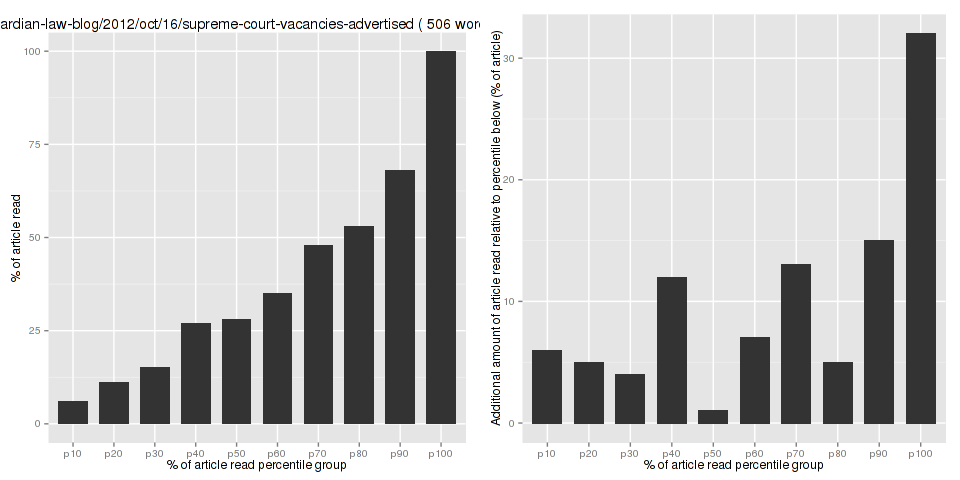 ardian-law-blog/2012/oct/16/supreme-court-vacancies-advertised ( 506 wor
% of article read
100
75
50
25
0
p10 p20 p30 p40 p50 p60 p70 p80 p90 p100
% of article read percentile group
Additional amount of article read relative to percentile below (% of article)
30
20
10
0
p10 p20 p30 p40 p50 p60 p70 p80 p90 p100
% of article read percentile group